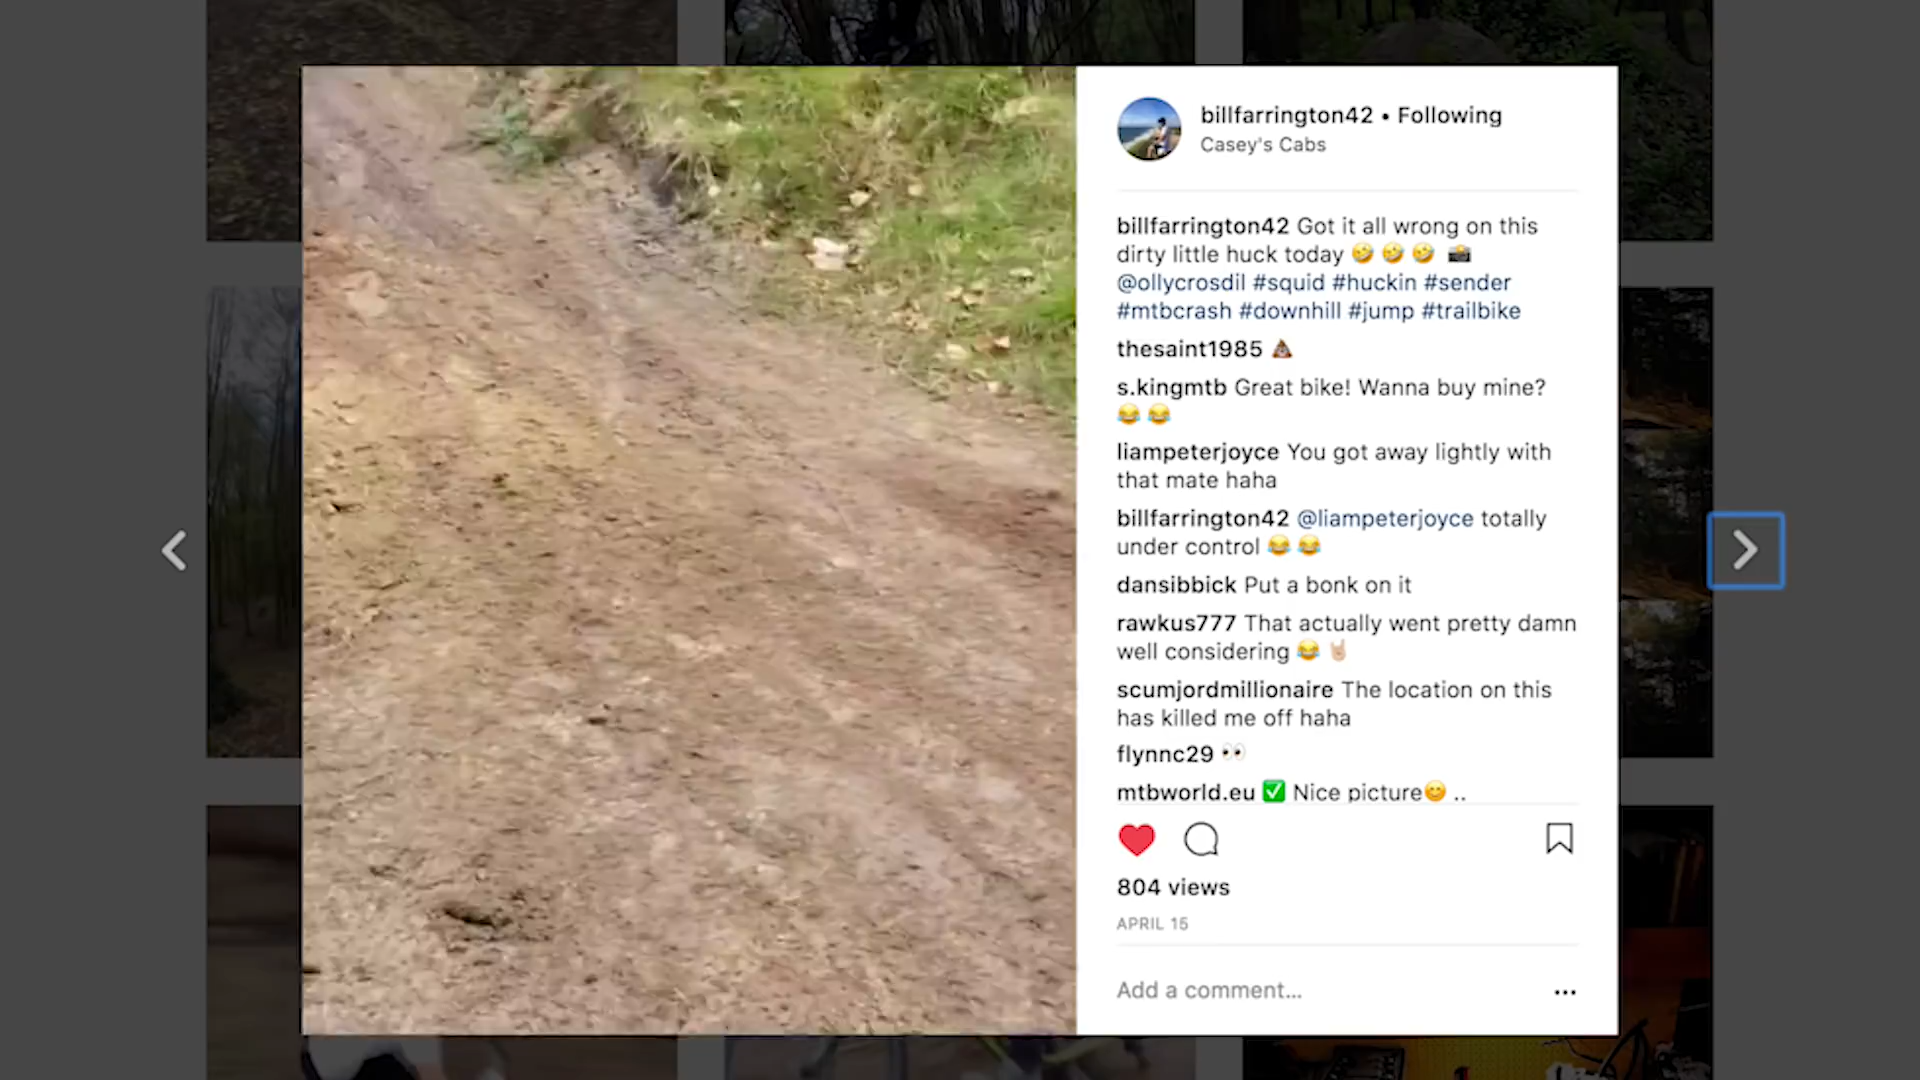 billfarrington42 • Following
Casey's Cabs
billfarrington42 Got it all wrong on this
dirty little huck today 🤣 🤣 🤣 📸
@ollycrosdil #squid #huckin #sender
#mtbcrash #downhill #jump #trailbike
thesaint1985 💩
s.kingmtb Great bike! Wanna buy mine?
😂 😂
liampeterjoyce You got away lightly with
that mate haha
billfarrington42 @liampeterjoyce totally
under control 😂 😂
dansibbick Put a bonk on it
rawkus777 That actually went pretty damn
well considering 😂 🤘🏼
scumjordmillionaire The location on this
has killed me off haha
flynnc29 👀
mtbworld.eu ✅ Nice picture😊 ..
804 views
APRIL 15
Add a comment...